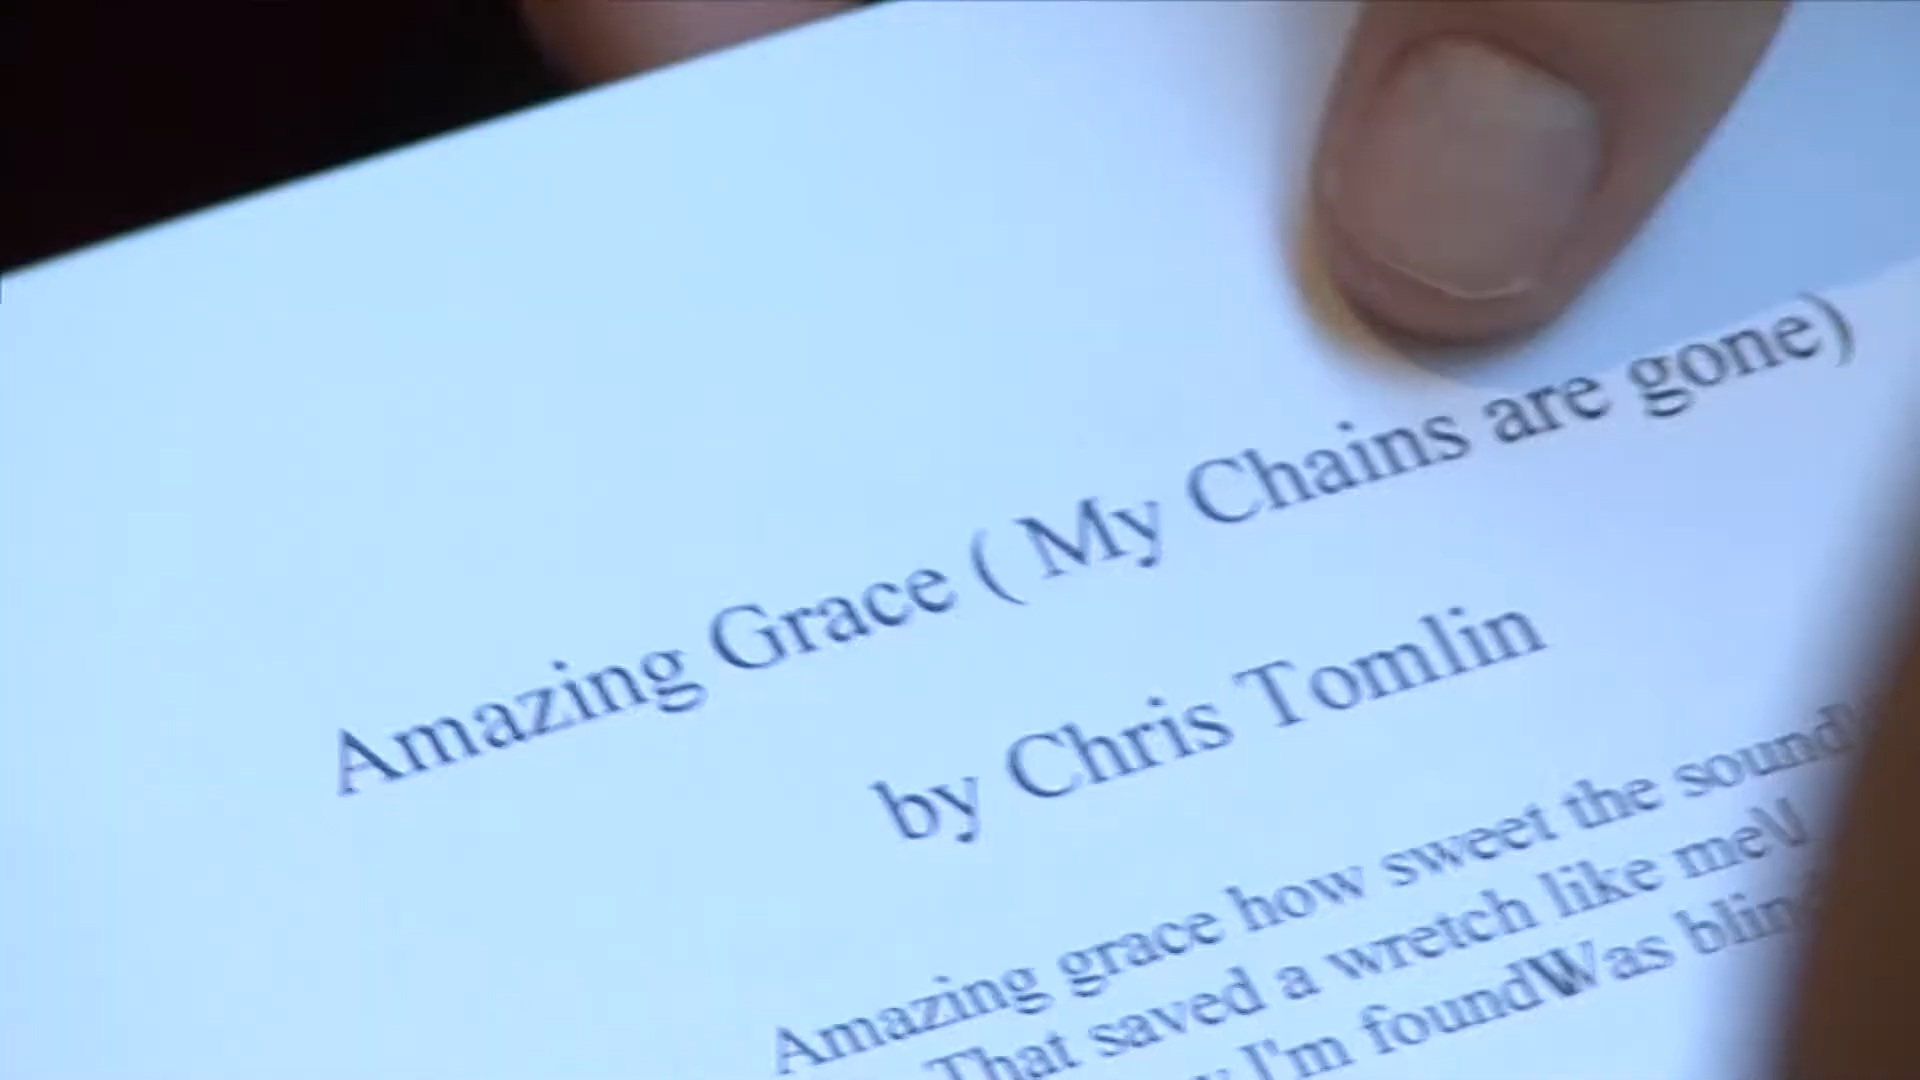 Amazing Grace ( My Chains are gone)
by Chris Tomlin
Amazing grace how sweet the sound
That saved a wretch like me
I'm found Was